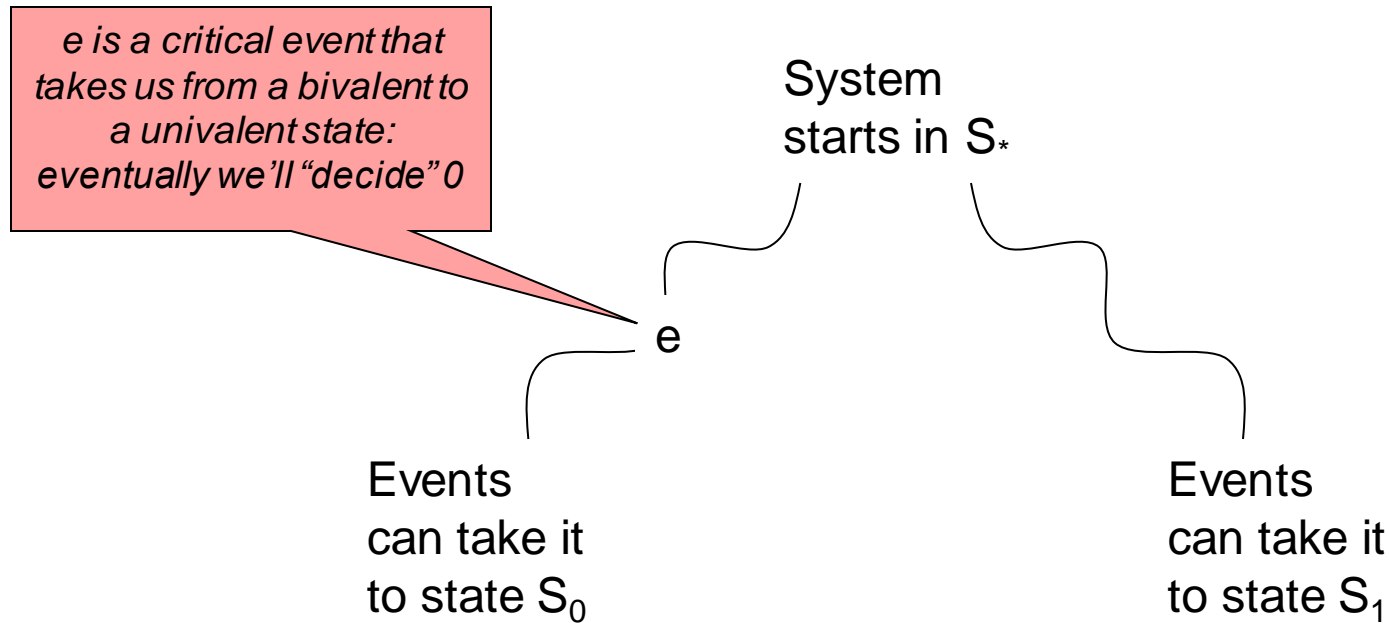 e is a critical event that
takes us from a bivalent to
a univalent state:
eventually we’ll “decide” 0
System
starts in S*
e
Events
can take it
to state S₀
Events
can take it
to state S₁